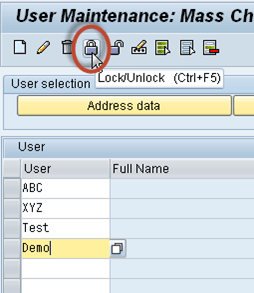 User Maintenance: Mass Ch
Lock/Unlock (Ctrl+F5)
User selection
Address data
User
User Full Name
ABC
XYZ
Test
Demo